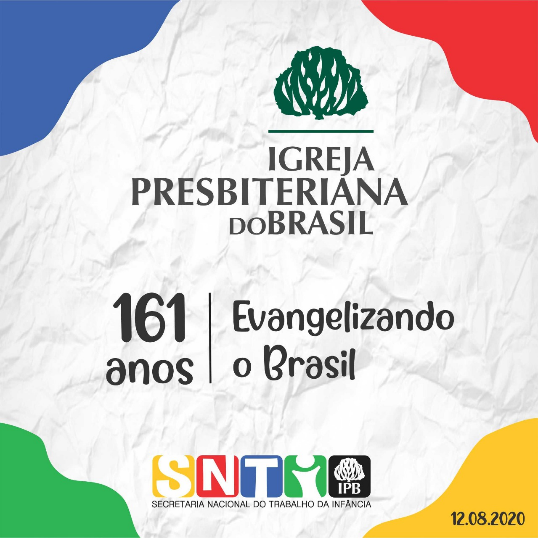 IGREJA
PRESBITERIANA
DO BRASIL
161
anos
Evangelizando
o Brasil
SNTI IPB
SECRETARIA NACIONAL DO TRABALHO DA INFÂNCIA
12.08.2020